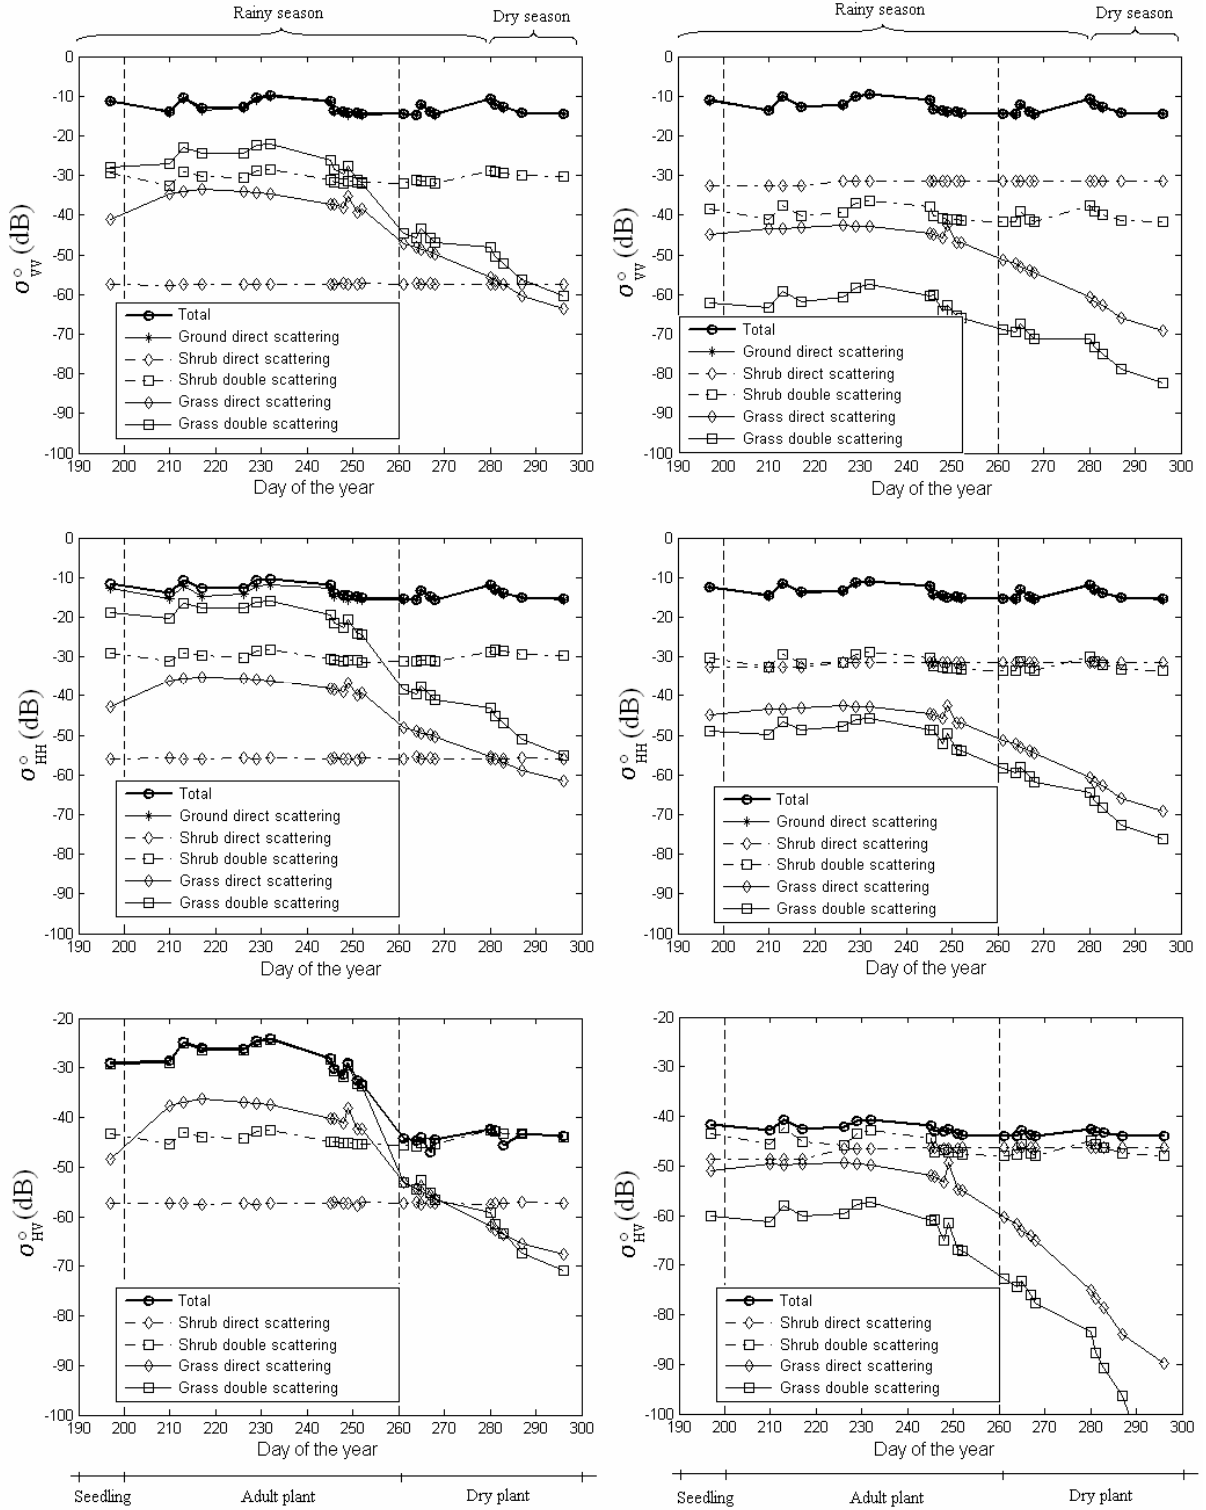 Rainy season
Dry season
Rainy season
Dry season
0
-10
-20
-30
-40
-50
-60
-70
-80
-90
-100
σ°VV (dB)
Total
Ground direct scattering
Shrub direct scattering
Shrub double scattering
Grass direct scattering
Grass double scattering
190 200 210 220 230 240 250 260 270 280 290 300
Day of the year
0
-10
-20
-30
-40
-50
-60
-70
-80
-90
-100
σ°VV (dB)
Total
Ground direct scattering
Shrub direct scattering
Shrub double scattering
Grass direct scattering
Grass double scattering
190 200 210 220 230 240 250 260 270 280 290 300
Day of the year
0
-10
-20
-30
-40
-50
-60
-70
-80
-90
-100
σ°HH (dB)
Total
Ground direct scattering
Shrub direct scattering
Shrub double scattering
Grass direct scattering
Grass double scattering
190 200 210 220 230 240 250 260 270 280 290 300
Day of the year
0
-10
-20
-30
-40
-50
-60
-70
-80
-90
-100
σ°HH (dB)
Total
Ground direct scattering
Shrub direct scattering
Shrub double scattering
Grass direct scattering
Grass double scattering
190 200 210 220 230 240 250 260 270 280 290 300
Day of the year
-20
-30
-40
-50
-60
-70
-80
-90
-100
σ°HV (dB)
Total
Shrub direct scattering
Shrub double scattering
Grass direct scattering
Grass double scattering
190 200 210 220 230 240 250 260 270 280 290 300
Day of the year
-20
-30
-40
-50
-60
-70
-80
-90
-100
σ°HV (dB)
Total
Shrub direct scattering
Shrub double scattering
Grass direct scattering
Grass double scattering
190 200 210 220 230 240 250 260 270 280 290 300
Day of the year
Seedling Adult plant Dry plant
Seedling Adult plant Dry plant